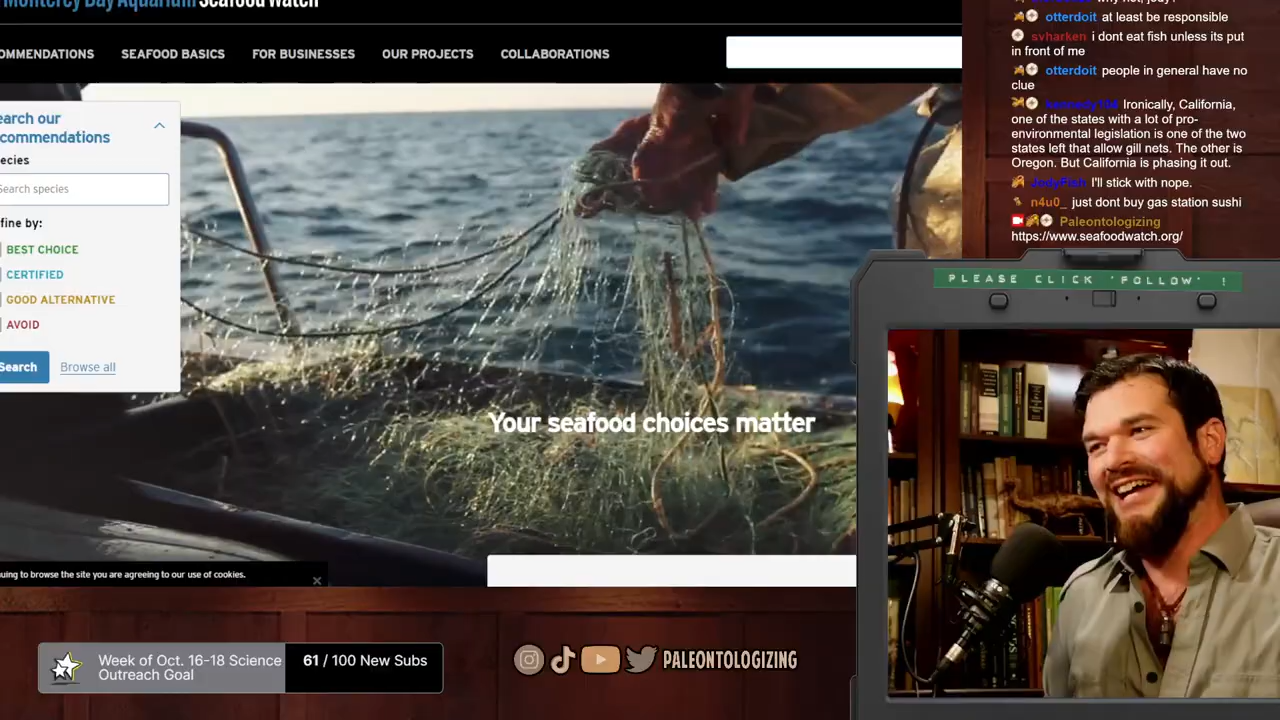 Monterey Bay Aquarium Seafood Watch
OMMENDATIONS SEAFOOD BASICS FOR BUSINESSES OUR PROJECTS COLLABORATIONS
earch our
commendations
ecies
Search species
fine by:
BEST CHOICE
CERTIFIED
GOOD ALTERNATIVE
AVOID
Search Browse all
Your seafood choices matter
uing to browse the site you are agreeing to our use of cookies.
otterdoit at least be responsible
svharken i dont eat fish unless its put
in front of me
otterdoit people in general have no
clue
Ironically, California,
one of the states with a lot of pro-
environmental legislation is one of the two
states left that allow gill nets. The other is
Oregon. But California is phasing it out.
JodyFish I'll stick with nope.
n4u0_ just dont buy gas station sushi
Paleontologizing
https://www.seafoodwatch.org/
PLEASE CLICK 'FOLLOW' !
Week of Oct. 16-18 Science
Outreach Goal
61 / 100 New Subs
PALEONTOLOGIZING